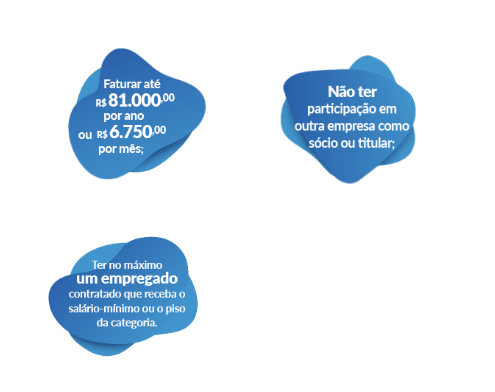 Faturar até
R$ 81.000,00
por ano
ou R$ 6.750,00
por mês;
Não ter
participação em
outra empresa como
sócio ou titular;
Ter no máximo
um empregado
contratado que receba o
salário-mínimo ou o piso
da categoria.